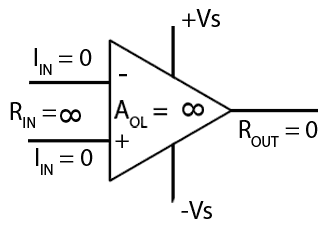 +Vs
I_IN = 0
-
R_IN = ∞
A_OL = ∞
+
R_OUT = 0
I_IN = 0
-Vs